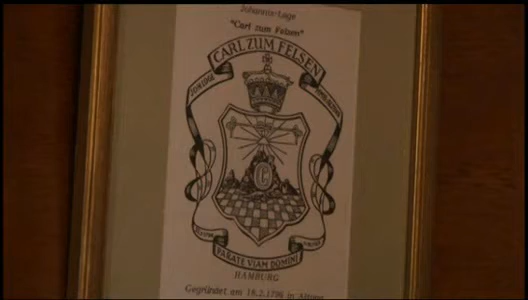 Johannis-Loge
"Carl zum Felsen"
CARL ZUM FELSEN
PARATE VIAM DOMINI
HAMBURG
Gegründet am 18.2.1796 in Altona